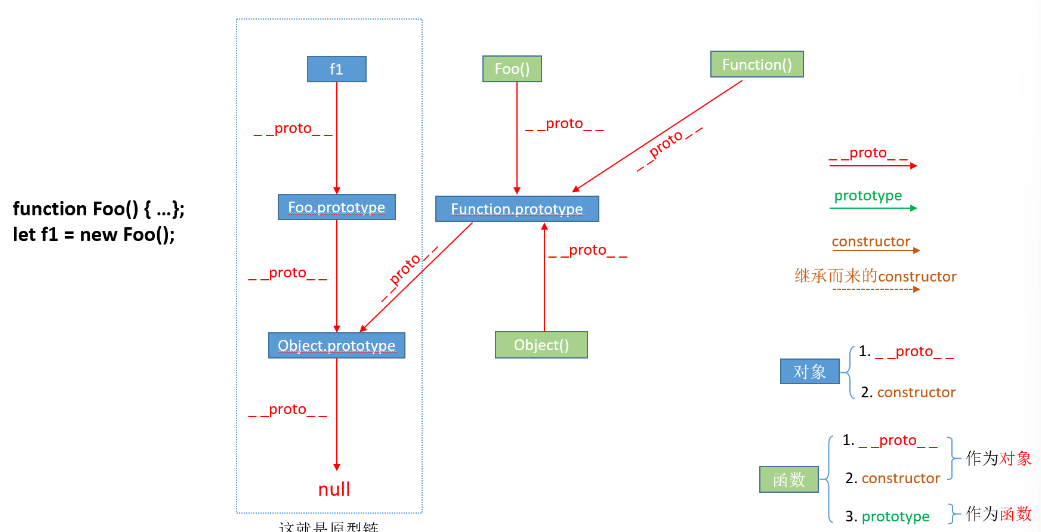 f1
Foo()
Function()
_ _proto_ _
_ _proto_ _
_ _proto_ _
_ _proto_ _
prototype
function Foo() { …};
let f1 = new Foo();
Foo.prototype
Function.prototype
constructor
继承而来的constructor
_ _proto_ _
_ _proto_ _
_ _proto_ _
Object.prototype
Object()
对象
1. _ _proto_ _
2. constructor
_ _proto_ _
null
函数
1. _ _proto_ _
2. constructor
3. prototype
作为对象
作为函数
这就是原型链